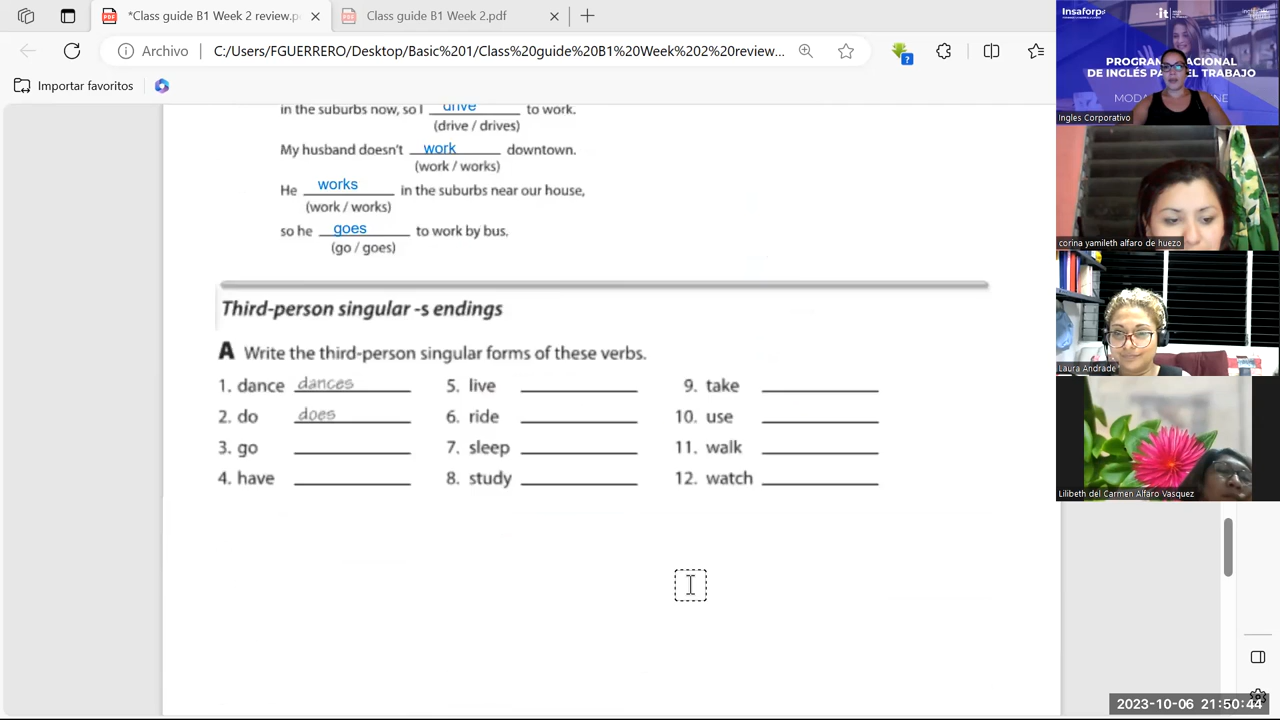 *Class guide B1 Week 2 review.p
Class guide B1 Week 2.pdf
Archivo
C:/Users/FGUERRERO/Desktop/Basic%201/Class%20guide%20B1%20Week%202%20review...
Importar favoritos
in the suburbs now, so I drive to work.
(drive / drives)
My husband doesn't work downtown.
(work / works)
He works in the suburbs near our house,
(work / works)
so he goes to work by bus.
(go / goes)
Third-person singular -s endings
A Write the third-person singular forms of these verbs.
1. dance dances 5. live 9. take
2. do does 6. ride 10. use
3. go 7. sleep 11. walk
4. have 8. study 12. watch
Insaforp
it
PROGRAMA NACIONAL
DE INGLÉS PA EL TRABAJO
MODA NE
Ingles Corporativo
corina yamileth alfaro de huezo
Laura Andrade
Lilibeth del Carmen Alfaro Vasquez
2023-10-06 21:50:44